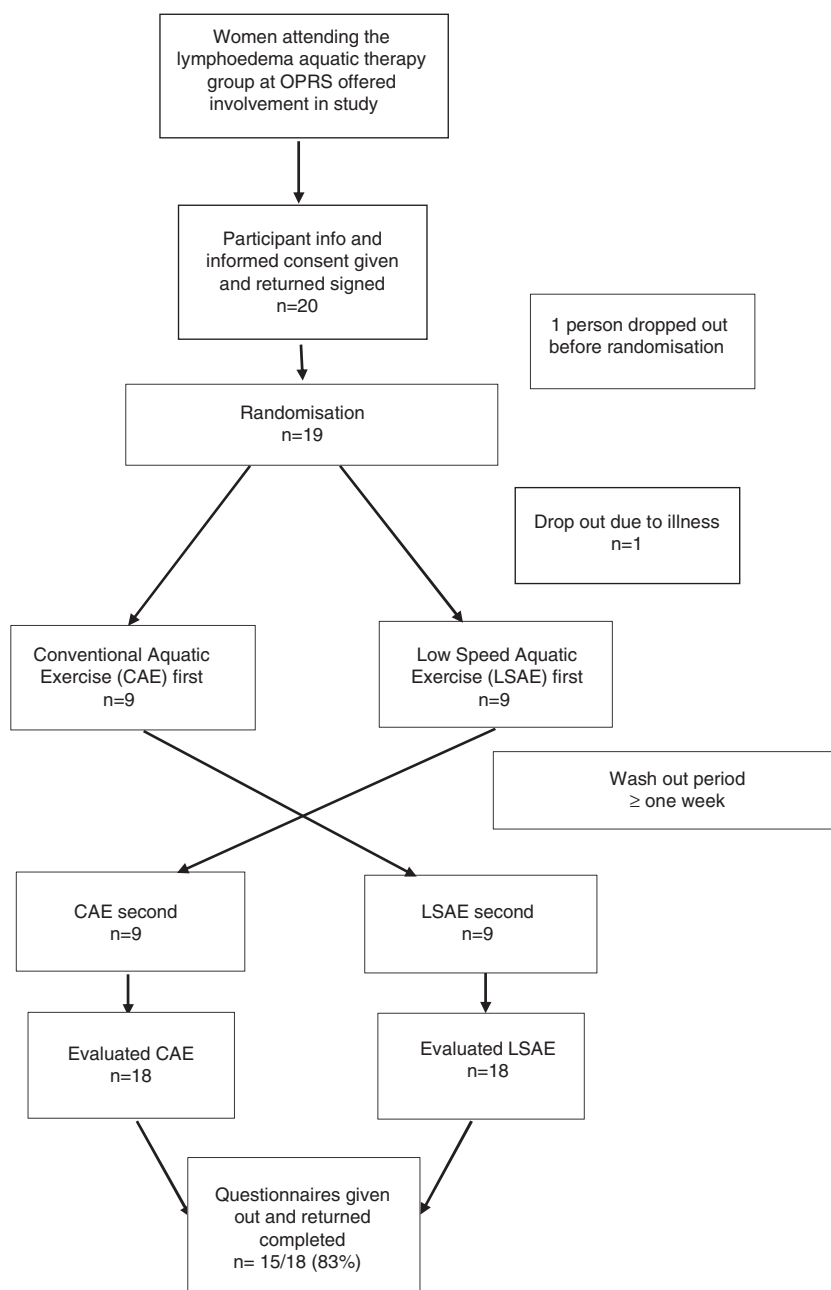 Women attending the
lymphoedema aquatic therapy
group at OPRS offered
involvement in study
Participant info and
informed consent given
and returned signed
n=20
1 person dropped out
before randomisation
Randomisation
n=19
Drop out due to illness
n=1
Conventional Aquatic
Exercise (CAE) first
n=9
Low Speed Aquatic
Exercise (LSAE) first
n=9
Wash out period
≥ one week
CAE second
n=9
LSAE second
n=9
Evaluated CAE
n=18
Evaluated LSAE
n=18
Questionnaires given
out and returned
completed
n= 15/18 (83%)